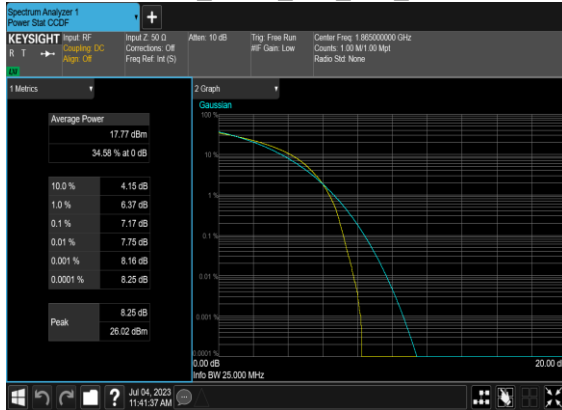 Spectrum Analyzer 1
Power Stat CCDF
KEYSIGHT
R T
LXI
Input: RF
Coupling: DC
Align: Off
Input Z: 50 Ω
Corrections: Off
Freq Ref: Int (S)
Atten: 10 dB
Trig: Free Run
#IF Gain: Low
Center Freq: 1.865000000 GHz
Counts: 1.00 M/1.00 Mpt
Radio Std: None
1 Metrics
Average Power
17.77 dBm
34.58 % at 0 dB
10.0 % 4.15 dB
1.0 % 6.37 dB
0.1 % 7.17 dB
0.01 % 7.75 dB
0.001 % 8.16 dB
0.0001 % 8.25 dB
Peak
8.25 dB
26.02 dBm
2 Graph
Gaussian
100 %
10 %
1 %
0.1 %
0.01 %
0.001 %
0.0001 %
0.00 dB
20.00 d
Info BW 25.000 MHz
?
Jul 04, 2023
11:41:37 AM